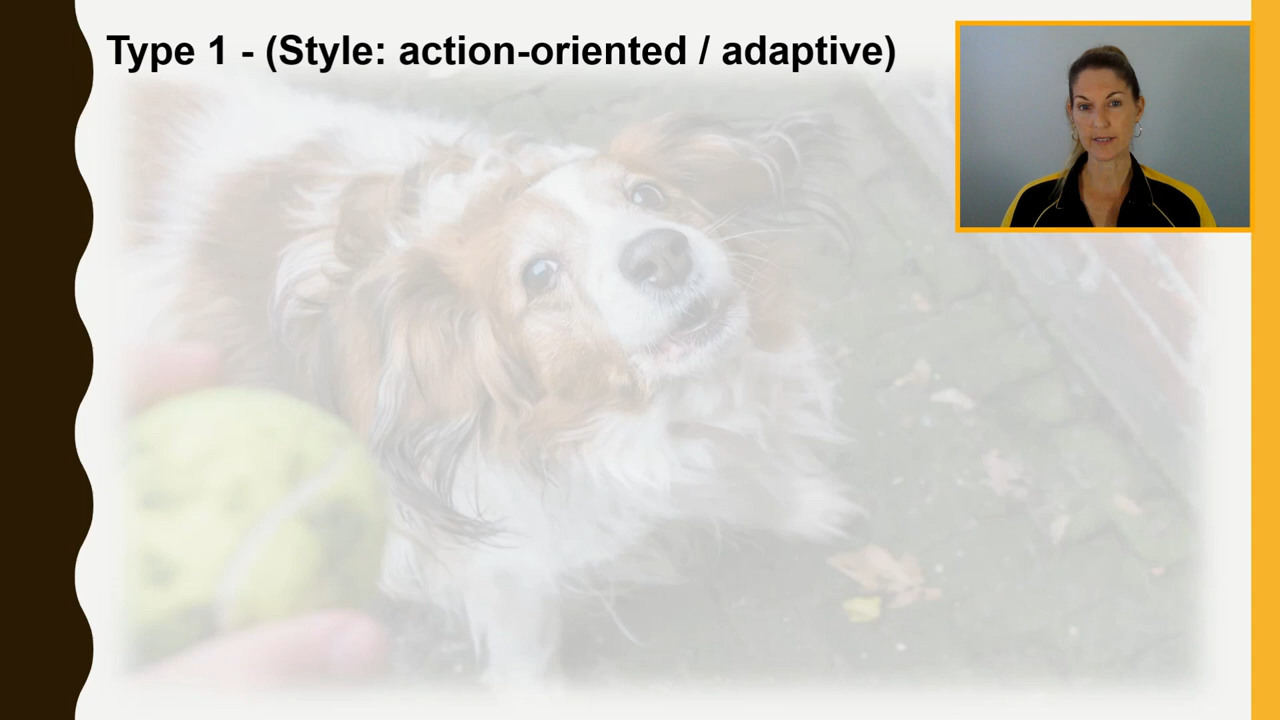 Type 1 - (Style: action-oriented / adaptive)